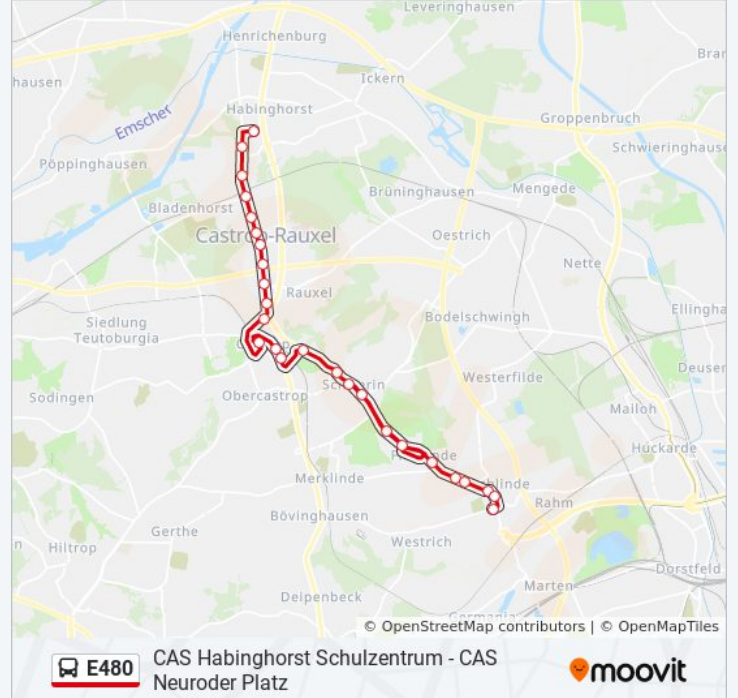 Leveringhausen
Henrichenburg
Ickern
Bra
hausen
Habinghorst
Emscher
Groppenbruch
Schwieringhause
Pöppinghausen
Brüninghausen
Mengede
Bladenhorst
Castrop-Rauxel
Oestrich
Nette
Rauxel
Ellingha
Siedlung
Teutoburgia
Bodelschwingh
Deuser
Westerfilde
Sodingen
Obercastrop
Mailoh
Huckarde
Merklinde
Rahm
Bövinghausen
Gerthe
Westrich
Hiltrop
Dorstfeld
Marten
Deipenbeck
© OpenStreetMap contributors | © OpenMapTiles
E480
CAS Habinghorst Schulzentrum - CAS
Neuroder Platz
moovit